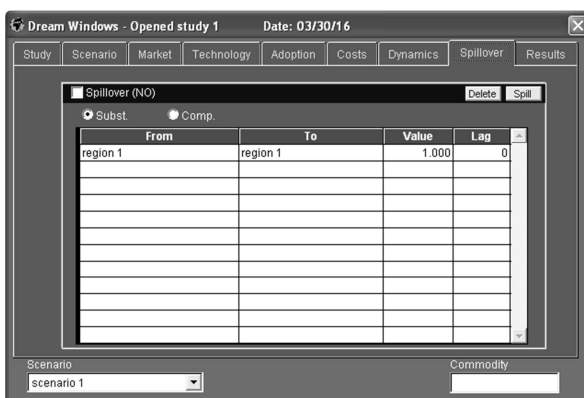 Dream Windows - Opened study 1 Date: 03/30/16
Study Scenario Market Technology Adoption Costs Dynamics Spillover Results
Spillover (NO) Delete Spill
Subst. Comp.
From To Value Lag
region 1 region 1 1.000 0
Scenario Commodity
scenario 1